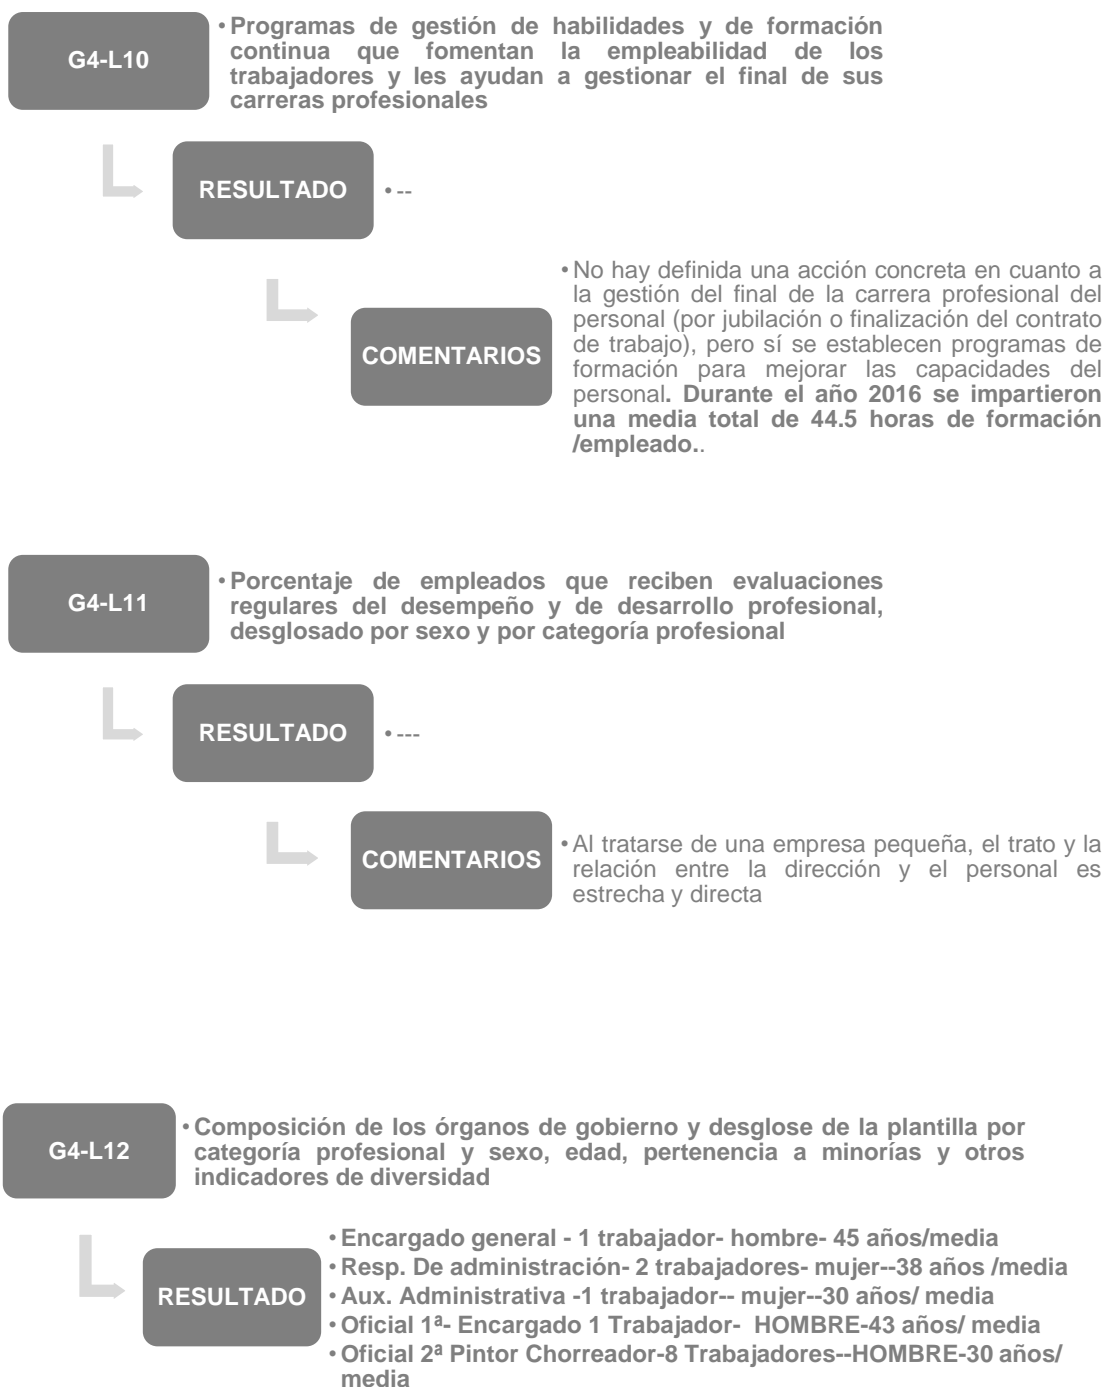 G4-L10
•Programas de gestión de habilidades y de formación
continua que fomentan la empleabilidad de los
trabajadores y les ayudan a gestionar el final de sus
carreras profesionales
RESULTADO
•--
COMENTARIOS
•No hay definida una acción concreta en cuanto a
la gestión del final de la carrera profesional del
personal (por jubilación o finalización del contrato
de trabajo), pero sí se establecen programas de
formación para mejorar las capacidades del
personal. Durante el año 2016 se impartieron
una media total de 44.5 horas de formación
/empleado..
G4-L11
•Porcentaje de empleados que reciben evaluaciones
regulares del desempeño y de desarrollo profesional,
desglosado por sexo y por categoría profesional
RESULTADO
•---
COMENTARIOS
•Al tratarse de una empresa pequeña, el trato y la
relación entre la dirección y el personal es
estrecha y directa
G4-L12
•Composición de los órganos de gobierno y desglose de la plantilla por
categoría profesional y sexo, edad, pertenencia a minorías y otros
indicadores de diversidad
RESULTADO
•Encargado general - 1 trabajador- hombre- 45 años/media
•Resp. De administración- 2 trabajadores- mujer--38 años /media
•Aux. Administrativa -1 trabajador-- mujer--30 años/ media
•Oficial 1ª- Encargado 1 Trabajador- HOMBRE-43 años/ media
•Oficial 2ª Pintor Chorreador-8 Trabajadores--HOMBRE-30 años/
media